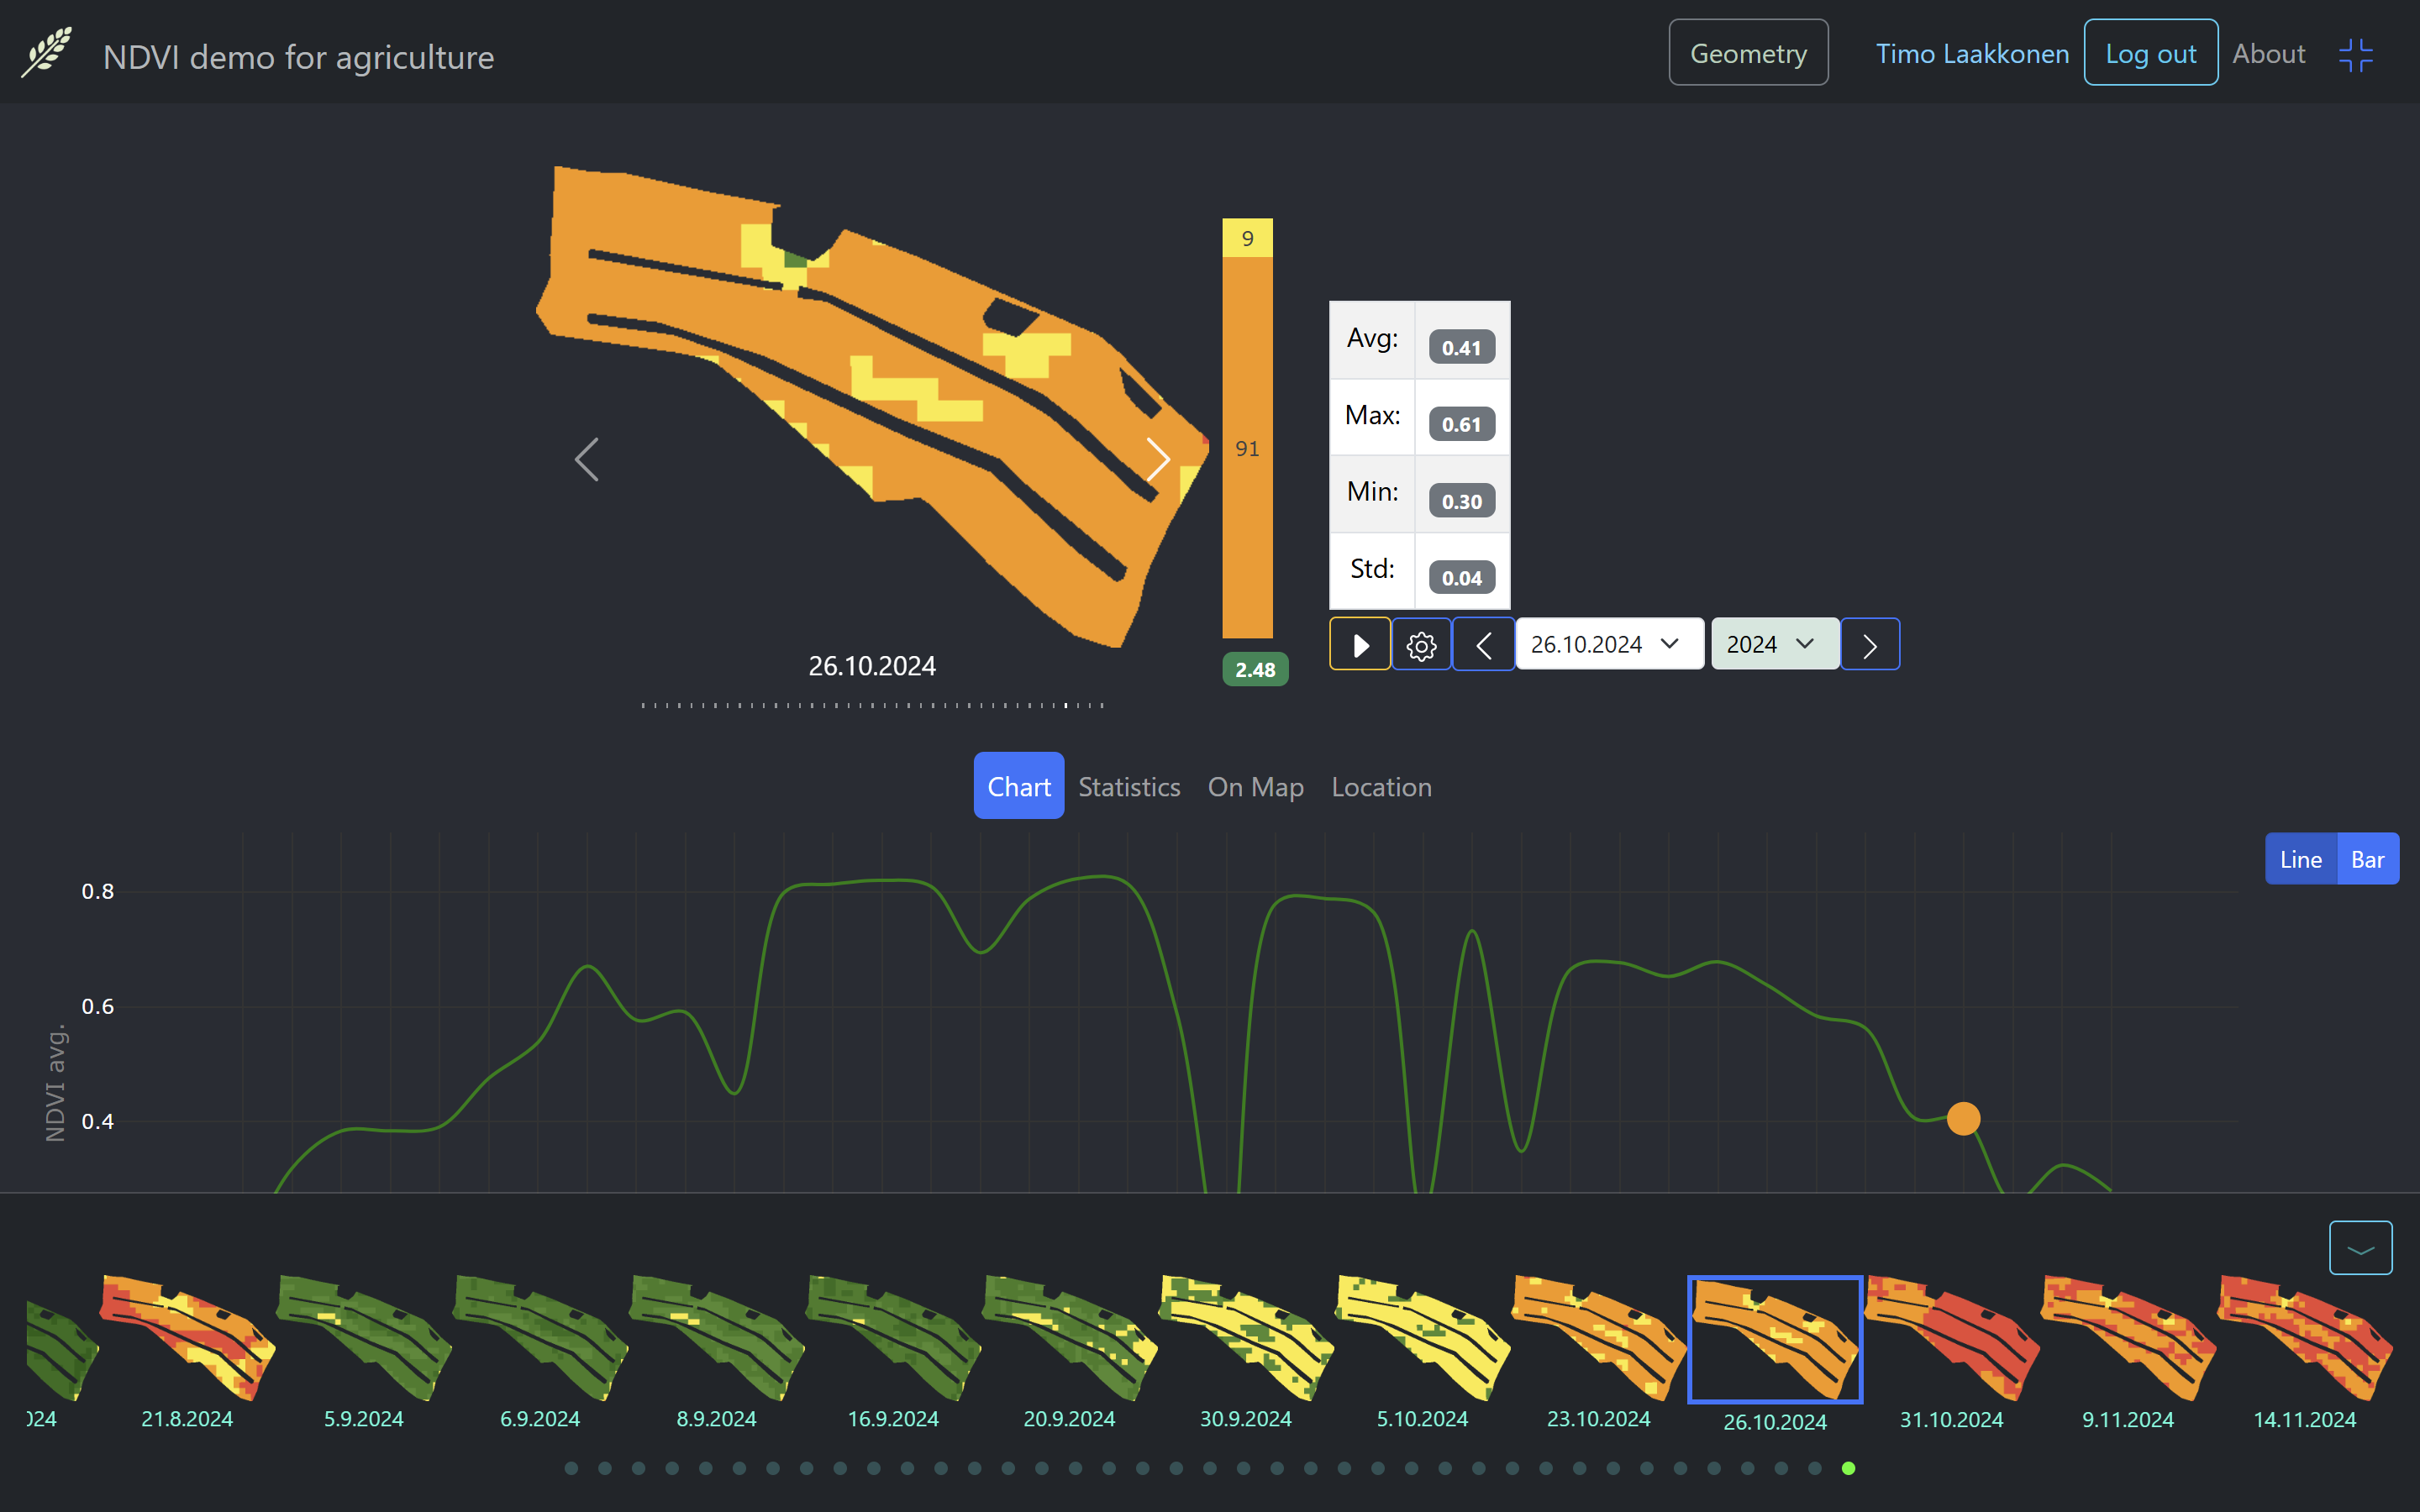 NDVI demo for agriculture
Geometry
Timo Laakkonen
Log out
About
9
91
2.48
Avg: 0.41
Max: 0.61
Min: 0.30
Std: 0.04
26.10.2024
2024
26.10.2024
Chart
Statistics
On Map
Location
Line
Bar
0.8
0.6
0.4
NDVI avg.
024
21.8.2024
5.9.2024
6.9.2024
8.9.2024
16.9.2024
20.9.2024
30.9.2024
5.10.2024
23.10.2024
26.10.2024
31.10.2024
9.11.2024
14.11.2024